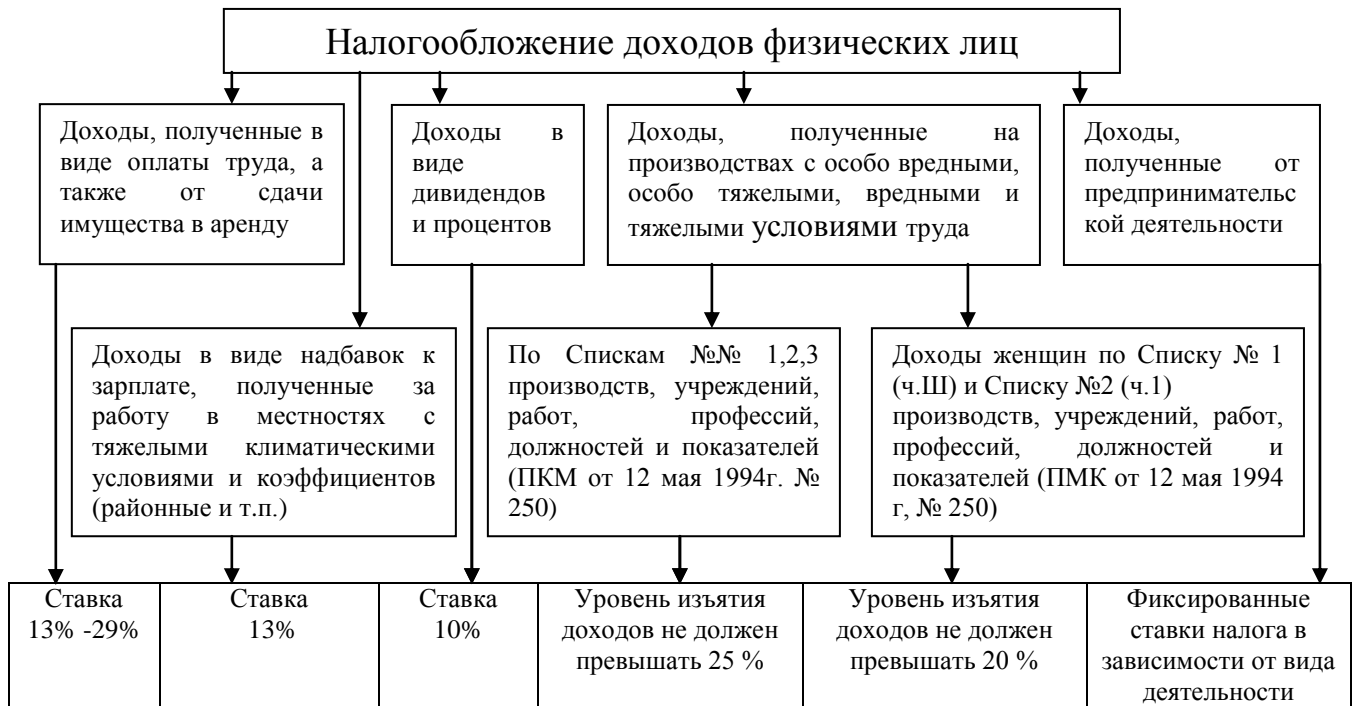 Налогообложение доходов физических лиц
Доходы, полученные в
виде оплаты труда, а
также от сдачи
имущества в аренду
Доходы в
виде
дивидендов
и процентов
Доходы, полученные на
производствах с особо вредными,
особо тяжелыми, вредными и
тяжелыми условиями труда
Доходы,
полученные от
предпринимательс
кой деятельности
Доходы в виде надбавок к
зарплате, полученные за
работу в местностях с
тяжелыми климатическими
условиями и коэффициентов
(районные и т.п.)
По Спискам №№ 1,2,3
производств, учреждений,
работ, профессий,
должностей и показателей
(ПКМ от 12 мая 1994г. №
250)
Доходы женщин по Списку № 1
(ч.Ш) и Списку №2 (ч.1)
производств, учреждений, работ,
профессий, должностей и
показателей (ПМК от 12 мая 1994
г, № 250)
Ставка
13% -29%
Ставка
13%
Ставка
10%
Уровень изъятия
доходов не должен
превышать 25 %
Уровень изъятия
доходов не должен
превышать 20 %
Фиксированные
ставки налога в
зависимости от вида
деятельности